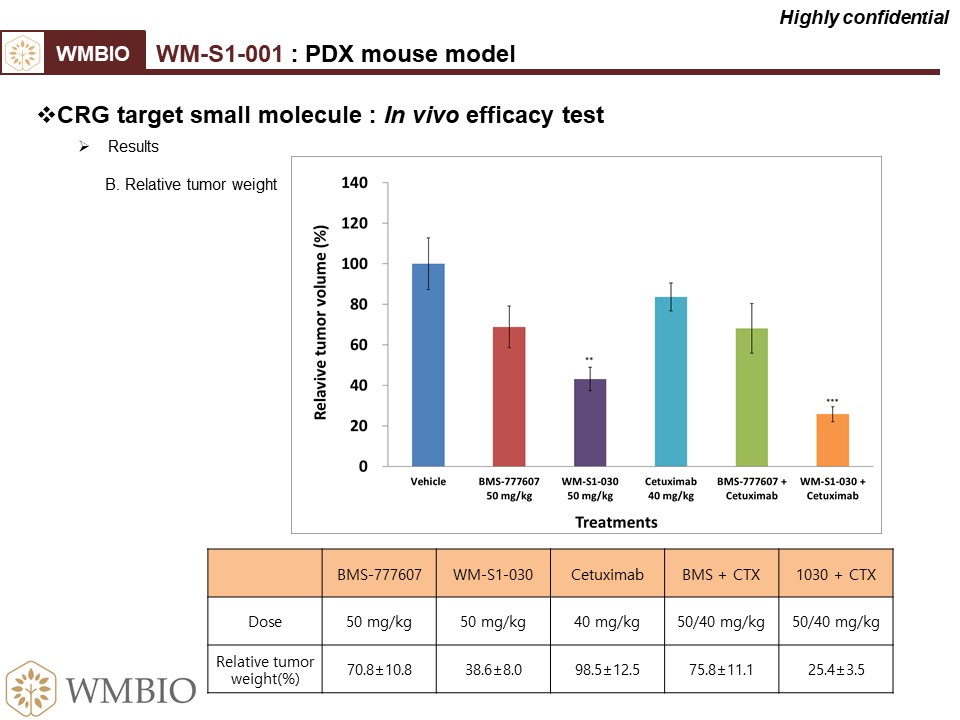 Highly confidential
WMBIO
WM-S1-001 : PDX mouse model
❖CRG target small molecule : In vivo efficacy test
➢ Results
B. Relative tumor weight
Relavive tumor volume (%)
140
120
100
80
60
40
20
0
**
***
Vehicle
BMS-777607
50 mg/kg
WM-S1-030
50 mg/kg
Cetuximab
40 mg/kg
BMS-777607 +
Cetuximab
WM-S1-030 +
Cetuximab
Treatments
BMS-777607 WM-S1-030 Cetuximab BMS + CTX 1030 + CTX
Dose 50 mg/kg 50 mg/kg 40 mg/kg 50/40 mg/kg 50/40 mg/kg
Relative tumor
weight(%) 70.8±10.8 38.6±8.0 98.5±12.5 75.8±11.1 25.4±3.5
WMBIO